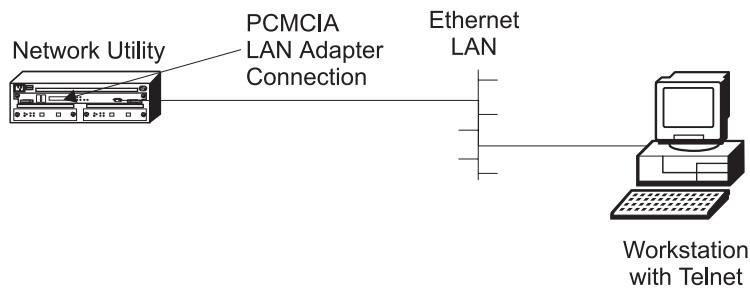 Network Utility
PCMCIA
LAN Adapter
Connection
Ethernet
LAN
Workstation
with Telnet